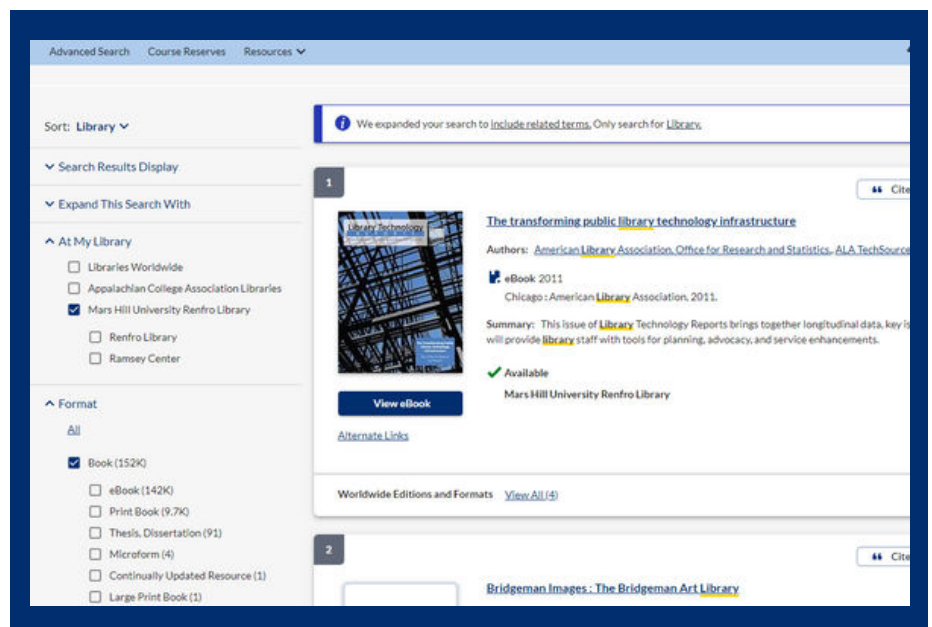 Advanced Search Course Reserves Resources
Sort: Library
Search Results Display
Expand This Search With
At My Library
Libraries Worldwide
Appalachian College Association Libraries
Mars Hill University Renfro Library
Renfro Library
Ramsey Center
Format
All
Book (152K)
eBook (142K)
Print Book (9.7K)
Thesis, Dissertation (91)
Microform (4)
Continually Updated Resource (1)
Large Print Book (1)
We expanded your search to include related terms. Only search for Library.
1
Cite
The transforming public library technology infrastructure
Authors: American Library Association. Office for Research and Statistics., ALA TechSource
eBook 2011
Chicago : American Library Association, 2011.
Summary: This issue of Library Technology Reports brings together longitudinal data, key is
will provide library staff with tools for planning, advocacy, and service enhancements.
Available
Mars Hill University Renfro Library
Library Technology
View eBook
Alternate Links
Worldwide Editions and Formats View All (4)
2
Cite
Bridgeman Images : The Bridgeman Art Library